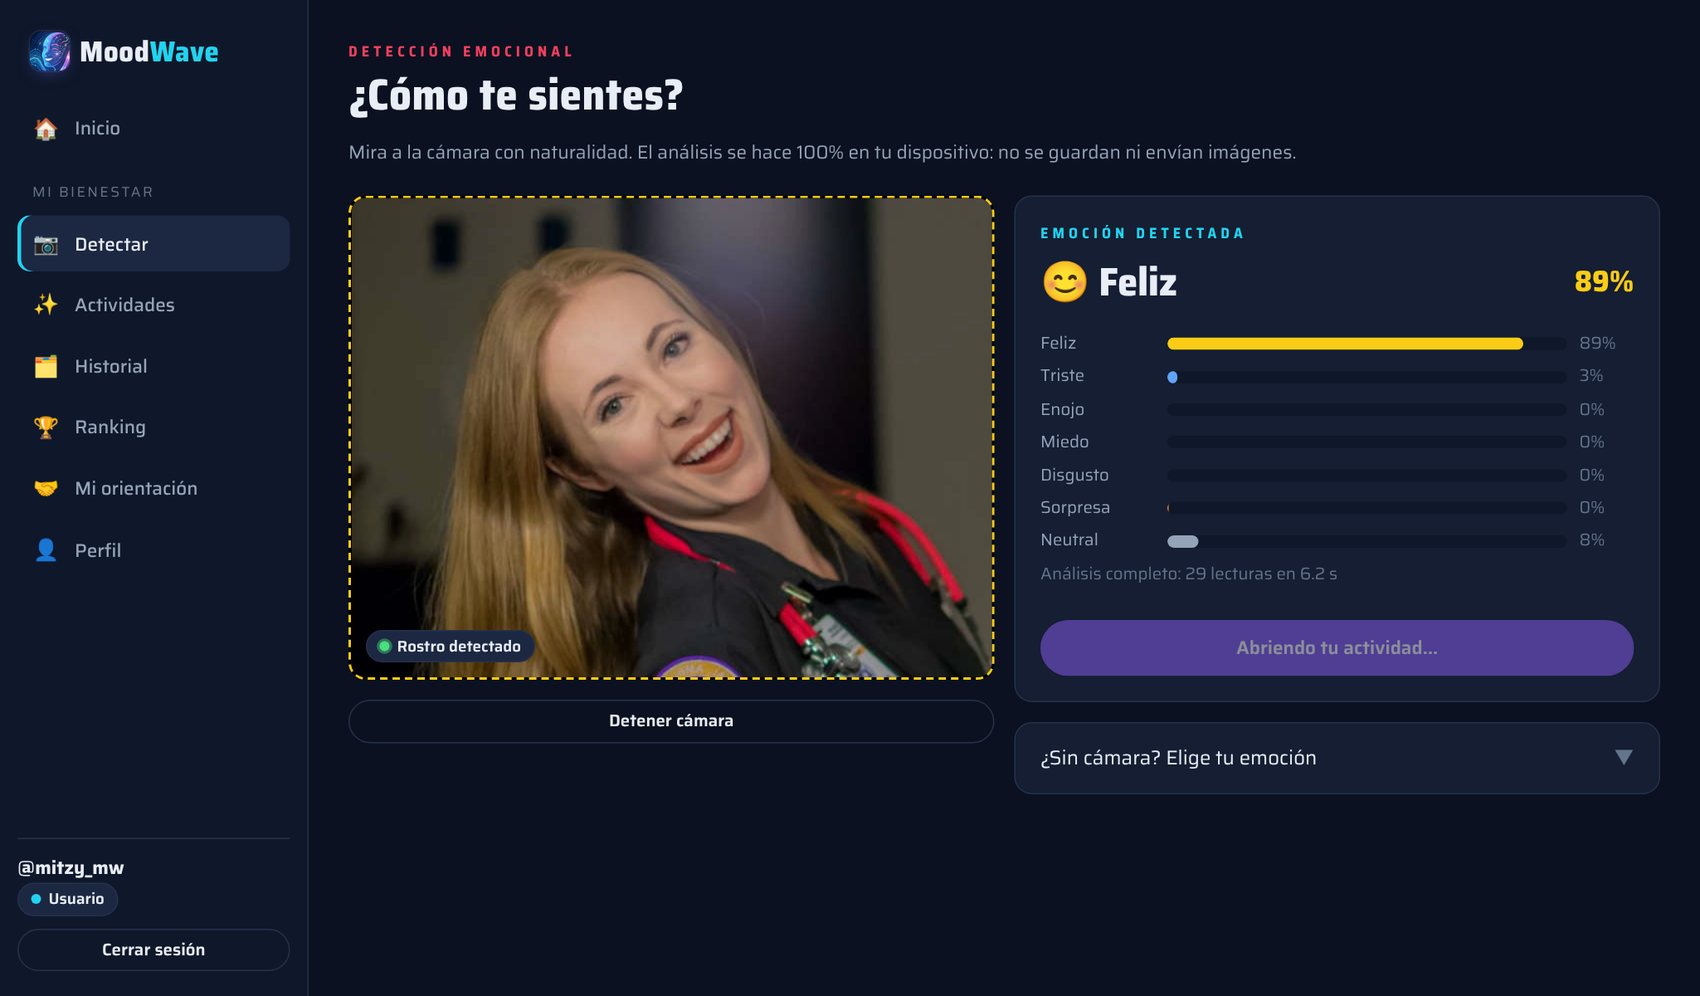 MoodWave
Inicio
MI BIENESTAR
Detectar
Actividades
Historial
Ranking
Mi orientación
Perfil
@mitzy_mw
Usuario
Cerrar sesión
DETECCIÓN EMOCIONAL
¿Cómo te sientes?
Mira a la cámara con naturalidad. El análisis se hace 100% en tu dispositivo: no se guardan ni envían imágenes.
Rostro detectado
Detener cámara
EMOCIÓN DETECTADA
Feliz 89%
Feliz 89%
Triste 3%
Enojo 0%
Miedo 0%
Disgusto 0%
Sorpresa 0%
Neutral 8%
Análisis completo: 29 lecturas en 6.2 s
Abriendo tu actividad...
¿Sin cámara? Elige tu emoción